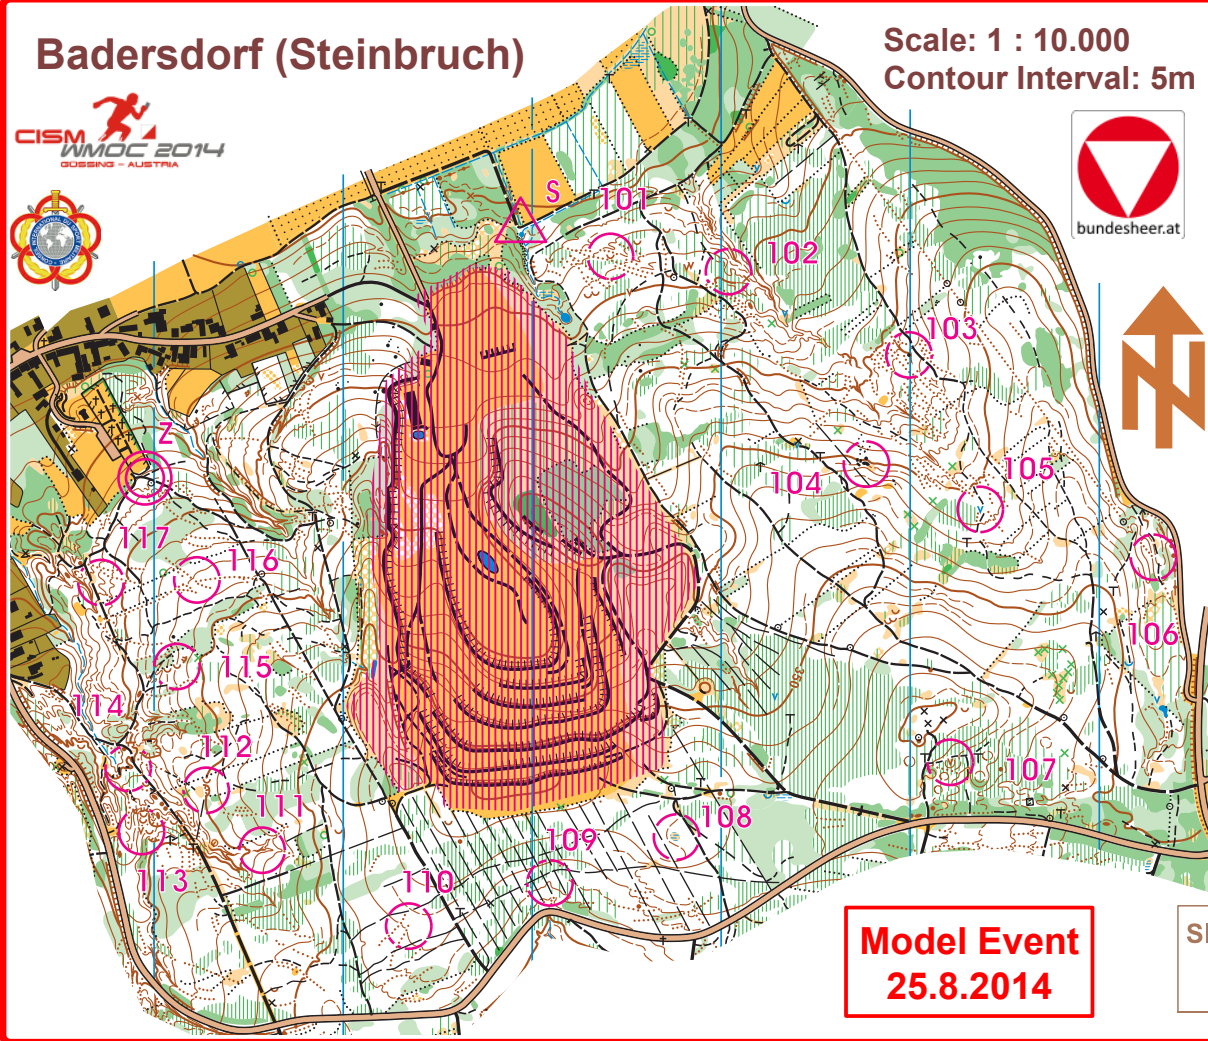 Badersdorf (Steinbruch)
Scale: 1 : 10.000
Contour Interval: 5m
CISM
WMOC 2014
GÜSSING - AUSTRIA
bundesheer.at
S
101
102
103
104
105
106
107
108
109
110
111
112
113
114
115
116
117
Z
Model Event
25.8.2014